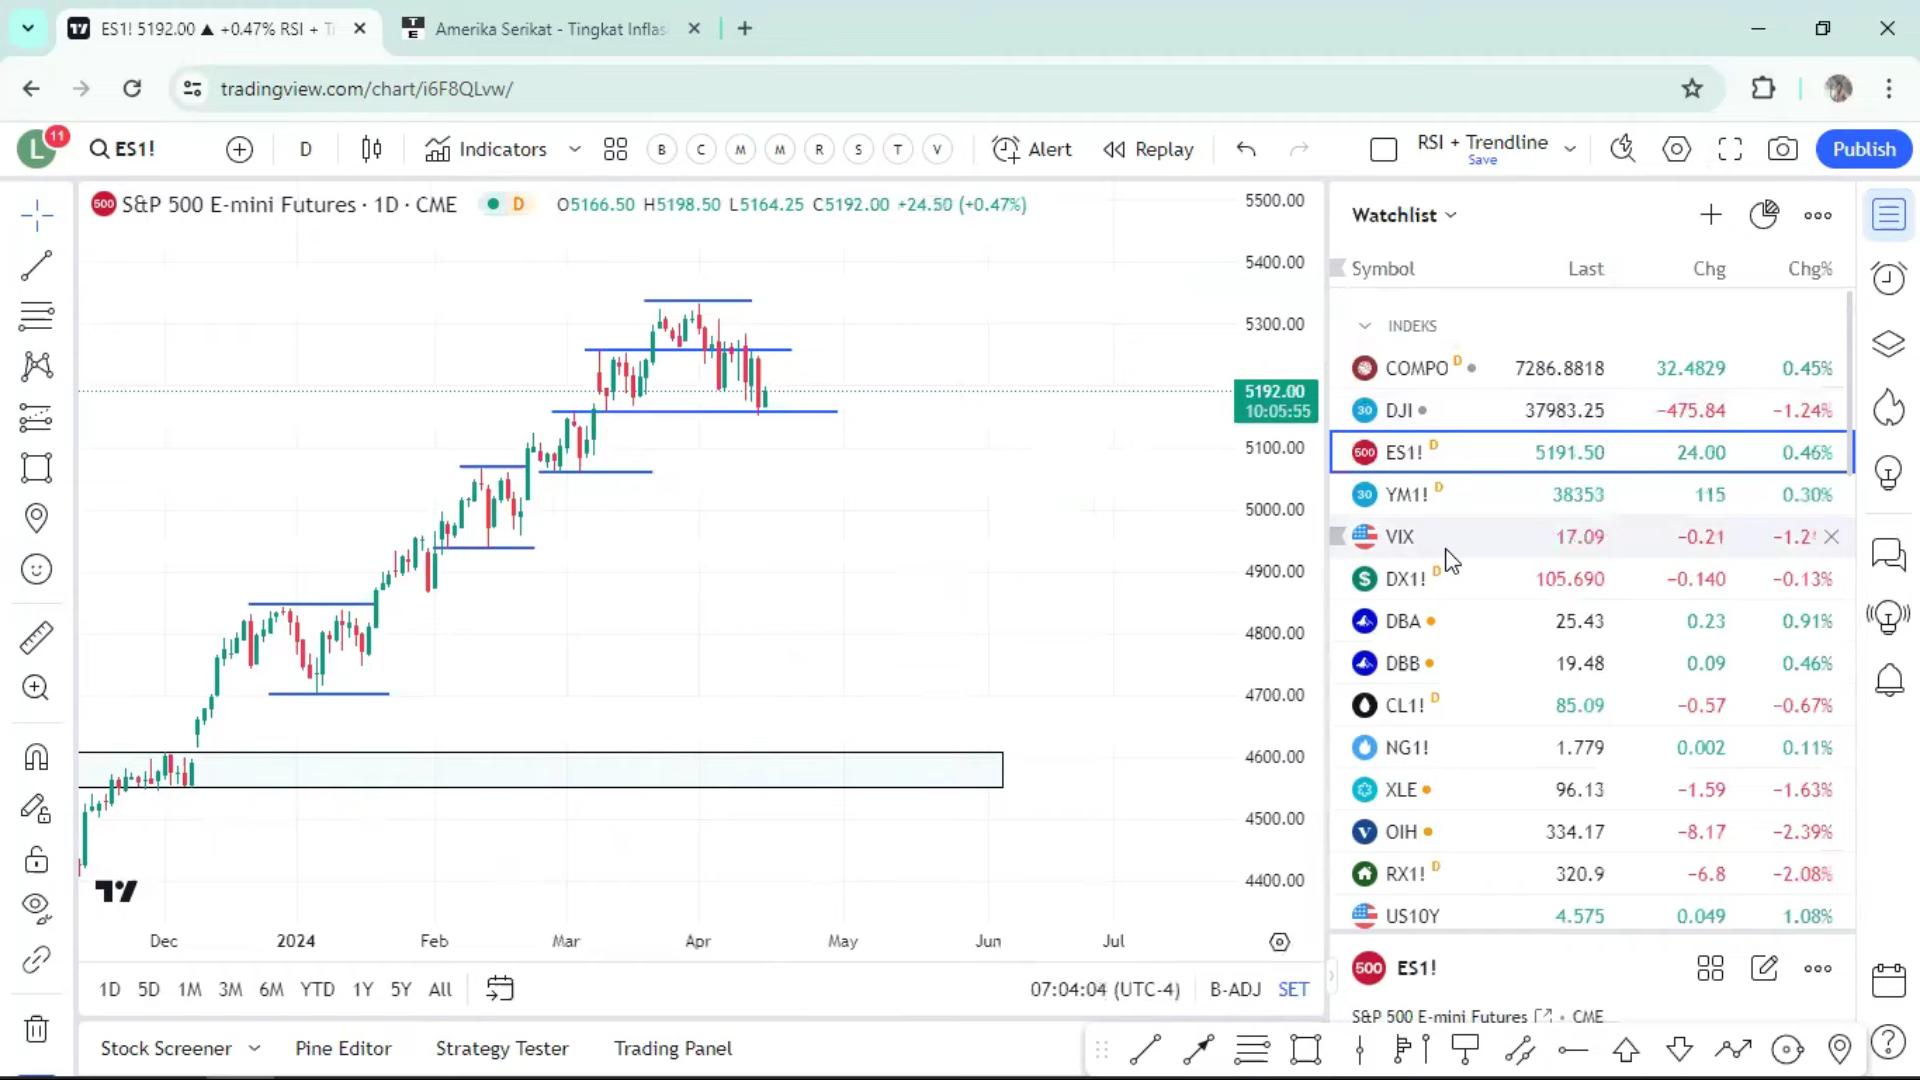 ES1! 5192.00 ▲ +0.47% RSI + T
Amerika Serikat - Tingkat Inflas
tradingview.com/chart/i6F8QLvw/
L 11 ES1! D Indicators B C M M R S T V Alert Replay RSI + Trendline Save Publish
500 S&P 500 E-mini Futures · 1D · CME D O5166.50 H5198.50 L5164.25 C5192.00 +24.50 (+0.47%)
5500.00
5400.00
5300.00
5192.00
10:05:55
5100.00
5000.00
4900.00
4800.00
4700.00
4600.00
4500.00
4400.00
Dec 2024 Feb Mar Apr May Jun Jul
1D 5D 1M 3M 6M YTD 1Y 5Y All 07:04:04 (UTC-4) B-ADJ SET
Stock Screener Pine Editor Strategy Tester Trading Panel
Watchlist
Symbol Last Chg Chg%
INDEKS
COMPO D 7286.8818 32.4829 0.45%
30 DJI 37983.25 −475.84 −1.24%
500 ES1! D 5191.50 24.00 0.46%
30 YM1! D 38353 115 0.30%
VIX 17.09 −0.21 −1.2
$ DX1! D 105.690 −0.140 −0.13%
DBA 25.43 0.23 0.91%
DBB 19.48 0.09 0.46%
CL1! D 85.09 −0.57 −0.67%
NG1! 1.779 0.002 0.11%
XLE 96.13 −1.59 −1.63%
V OIH 334.17 −8.17 −2.39%
RX1! D 320.9 −6.8 −2.08%
US10Y 4.575 0.049 1.08%
500 ES1!
S&P 500 E-mini Futures • CME